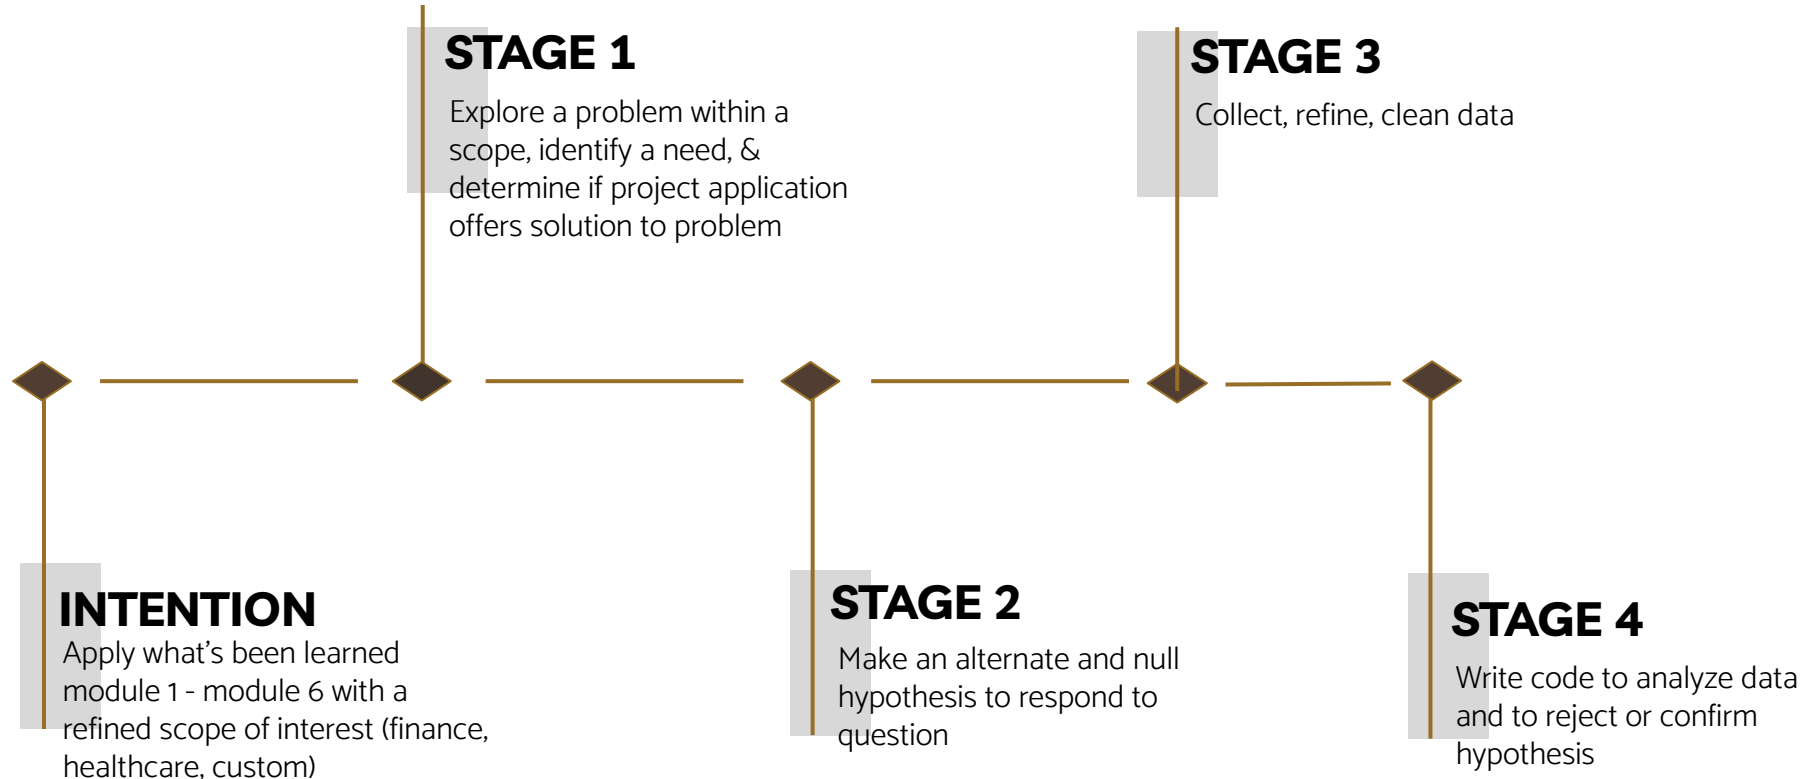 INTENTION
Apply what's been learned
module 1 - module 6 with a
refined scope of interest (finance,
healthcare, custom)
STAGE 1
Explore a problem within a
scope, identify a need, &
determine if project application
offers solution to problem
STAGE 2
Make an alternate and null
hypothesis to respond to
question
STAGE 3
Collect, refine, clean data
STAGE 4
Write code to analyze data
and to reject or confirm
hypothesis